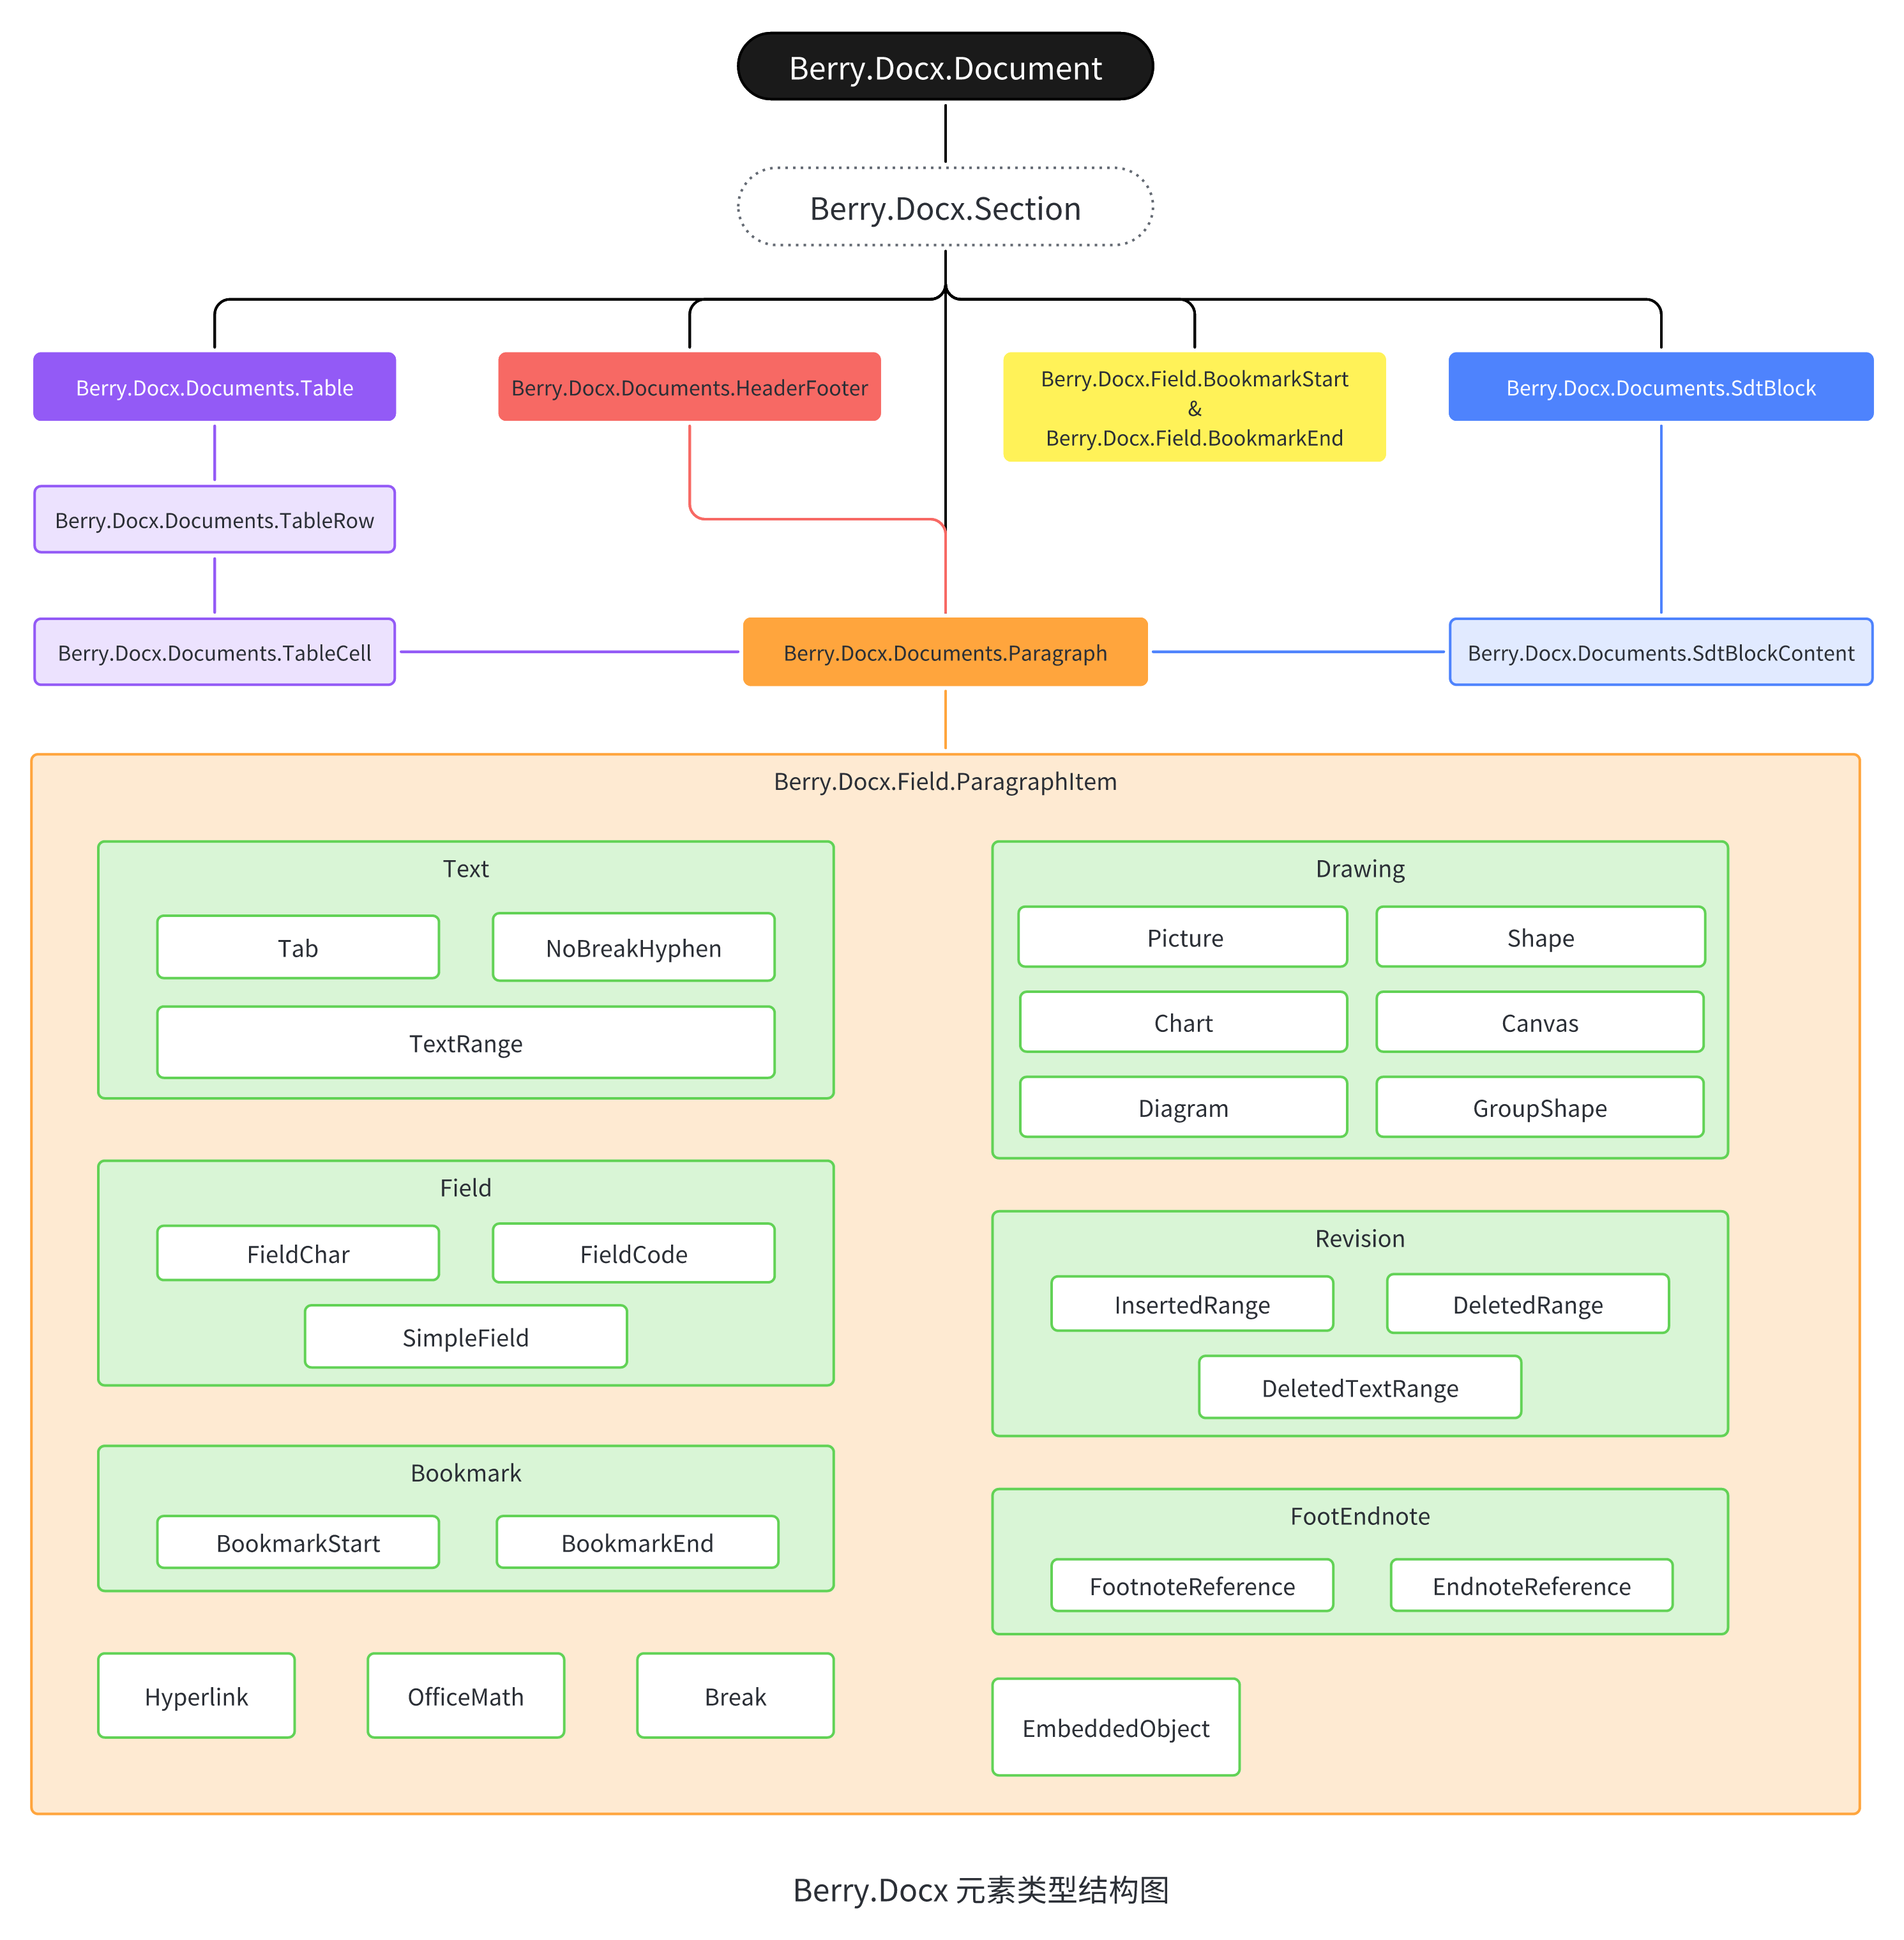 Berry.Docx.Document
Berry.Docx.Section
Berry.Docx.Documents.Table
Berry.Docx.Documents.HeaderFooter
Berry.Docx.Field.BookmarkStart
&
Berry.Docx.Field.BookmarkEnd
Berry.Docx.Documents.SdtBlock
Berry.Docx.Documents.TableRow
Berry.Docx.Documents.TableCell
Berry.Docx.Documents.Paragraph
Berry.Docx.Documents.SdtBlockContent
Berry.Docx.Field.ParagraphItem
Text
Tab
NoBreakHyphen
TextRange
Field
FieldChar
FieldCode
SimpleField
Bookmark
BookmarkStart
BookmarkEnd
Hyperlink
OfficeMath
Break
Drawing
Picture
Shape
Chart
Canvas
Diagram
GroupShape
Revision
InsertedRange
DeletedRange
DeletedTextRange
FootEndnote
FootnoteReference
EndnoteReference
EmbeddedObject
Berry.Docx 元素类型结构图